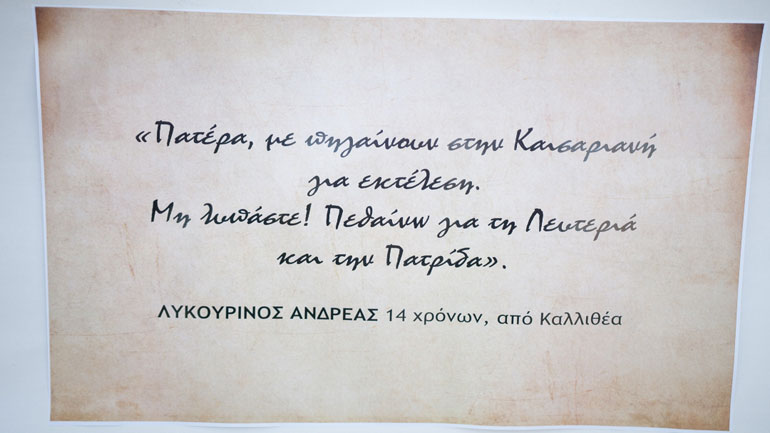 «Πατέρα, με πηγαίνουν στην Καισαριανή
για εκτέλεση.
Μη λυπάστε! Πεθαίνω για τη Λευτεριά
και την Πατρίδα».
ΛΥΚΟΥΡΙΝΟΣ ΑΝΔΡΕΑΣ 14 χρόνων, από Καλλιθέα